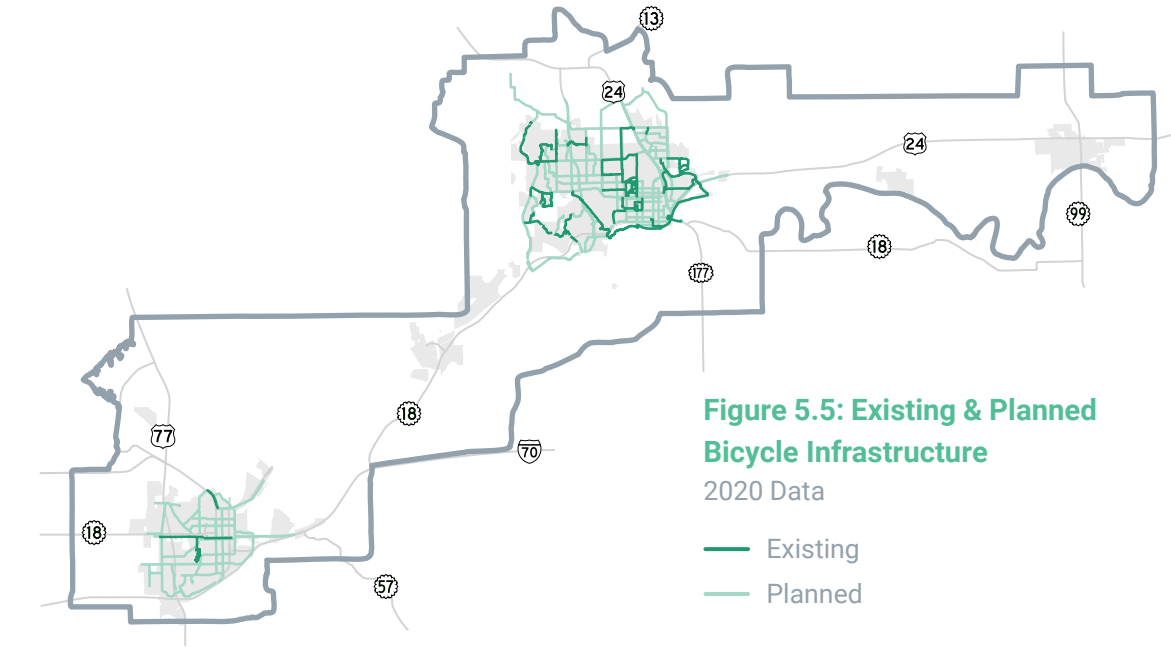 13
24
24
99
18
177
18
77
70
18
57
Figure 5.5: Existing & Planned
Bicycle Infrastructure
2020 Data
Existing
Planned